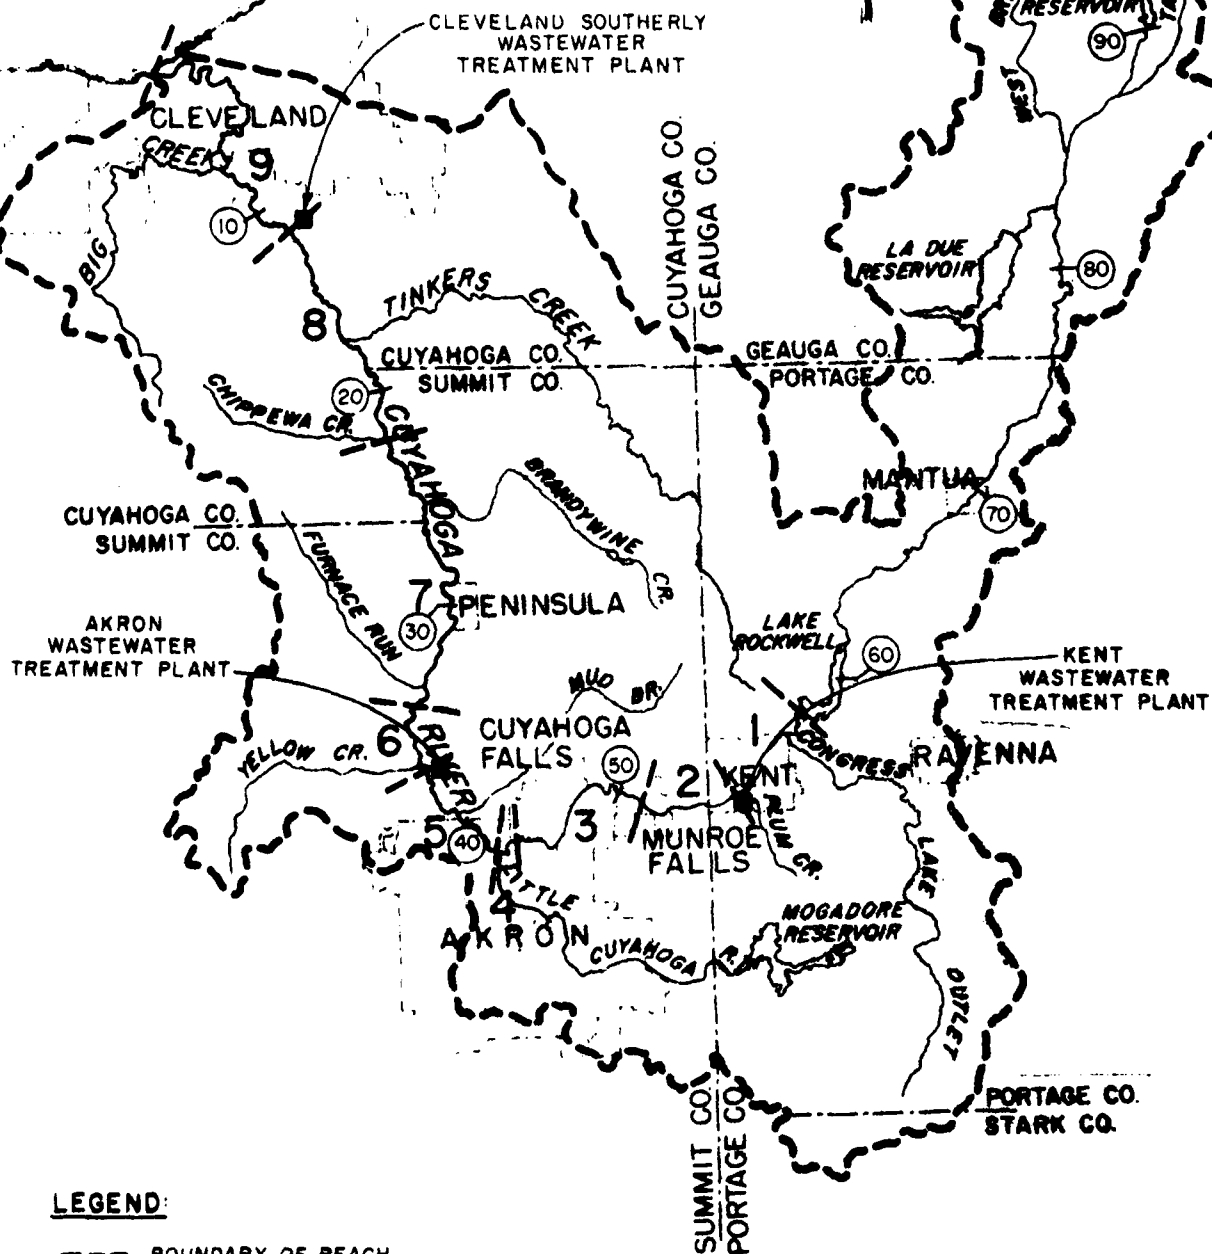 CLEVELAND SOUTHERLY
WASTEWATER
TREATMENT PLANT
RESERVOIR
90
WEST
CLEVELAND
CREEK
9
BIG
10
CUYAHOGA CO.
GEAUGA CO.
LA DUE
RESERVOIR
80
TINKERS CREEK
8
CUYAHOGA CO.
SUMMIT CO.
GEAUGA CO.
PORTAGE CO.
20
CHIPPEWA CR.
CUYAHOGA
RIVER
BRANDYWINE
CR.
MANTUA
70
CUYAHOGA CO.
SUMMIT CO.
FURNACE RUN
7
PENINSULA
30
AKRON
WASTEWATER
TREATMENT PLANT
LAKE
ROCKWELL
60
KENT
WASTEWATER
TREATMENT PLANT
MUD BR.
CUYAHOGA
FALLS
6
YELLOW CR.
1
CONGRESS
LAKE
OUTLET
RAVENNA
50
2
KENT
3
5
40
MUNROE
FALLS
PLUM CR.
4
LITTLE
CUYAHOGA R.
AKRON
MOGADORE
RESERVOIR
PORTAGE CO.
STARK CO.
SUMMIT CO.
PORTAGE CO.
LEGEND:
BOUNDARY OF REACH